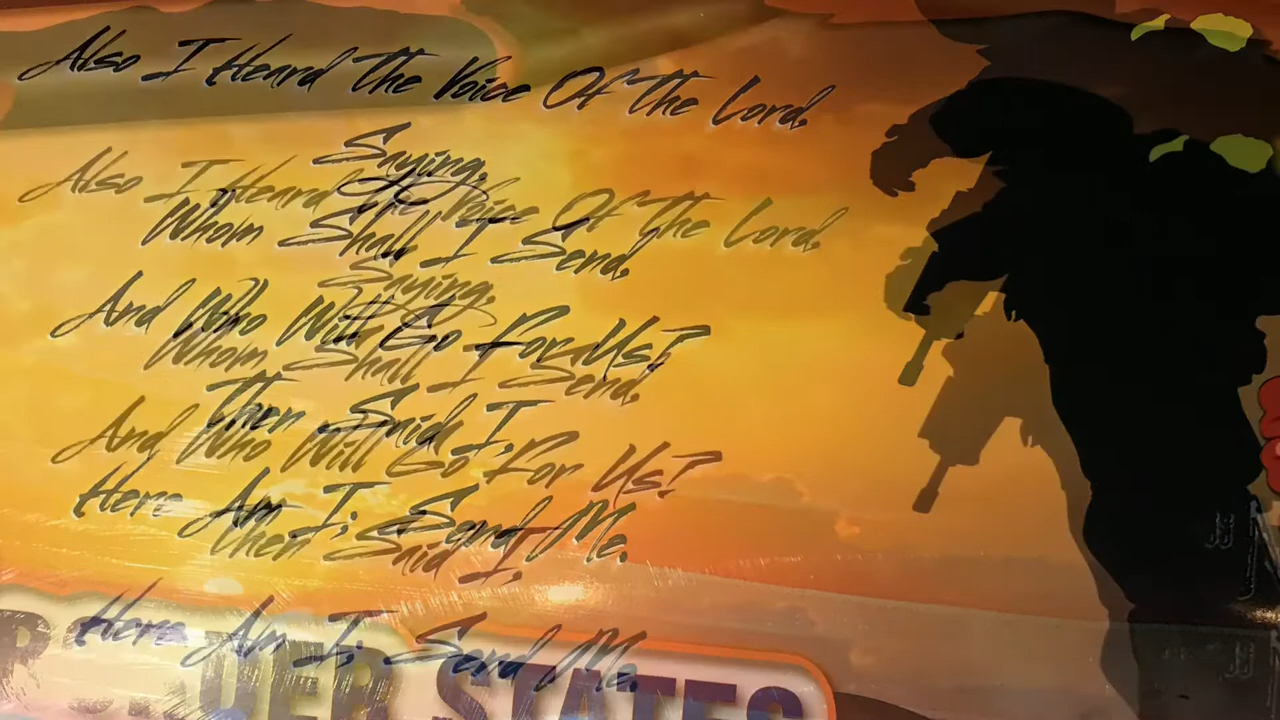 Also I Heard The Voice Of The Lord,
Saying,
Also I Heard The Voice Of The Lord,
Whom Shall I Send,
Saying,
And Who Will Go For Us?
Whom Shall I Send,
Then Said I,
And Who Will Go For Us?
Here Am I; Send Me.
Then Said I,
Here Am I; Send Me.
STATES